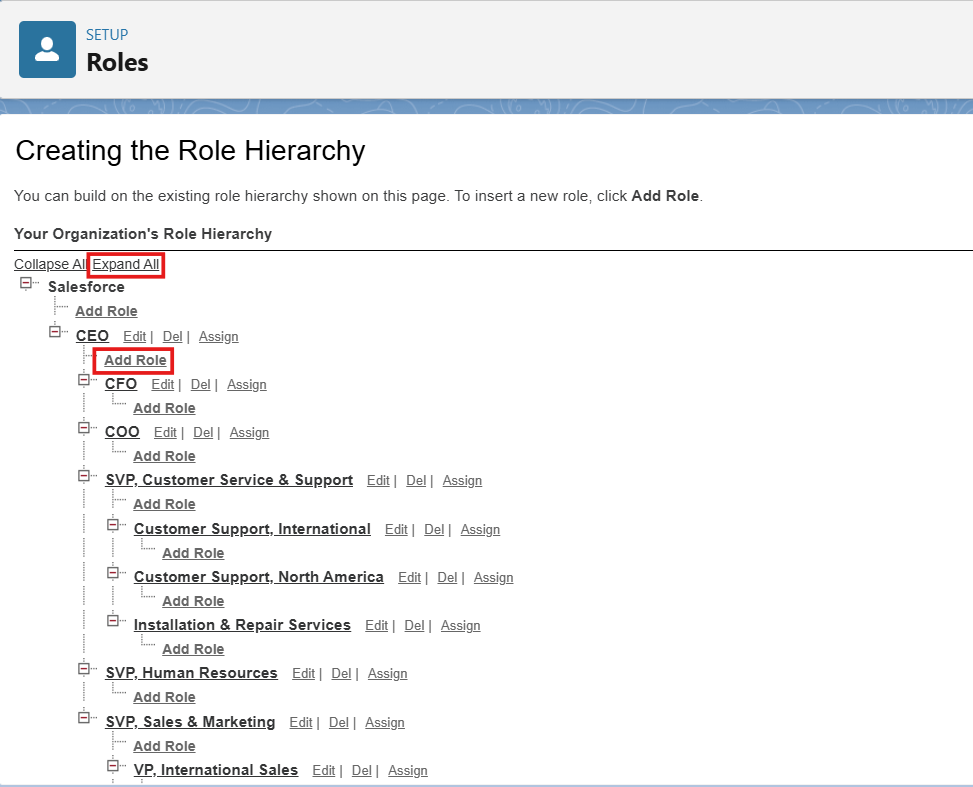 SETUP
Roles
Creating the Role Hierarchy
You can build on the existing role hierarchy shown on this page. To insert a new role, click Add Role.
Your Organization's Role Hierarchy
Collapse All Expand All
Salesforce
Add Role
CEO Edit | Del | Assign
Add Role
CFO Edit | Del | Assign
Add Role
COO Edit | Del | Assign
Add Role
SVP, Customer Service & Support Edit | Del | Assign
Add Role
Customer Support, International Edit | Del | Assign
Add Role
Customer Support, North America Edit | Del | Assign
Add Role
Installation & Repair Services Edit | Del | Assign
Add Role
SVP, Human Resources Edit | Del | Assign
Add Role
SVP, Sales & Marketing Edit | Del | Assign
Add Role
VP, International Sales Edit | Del | Assign